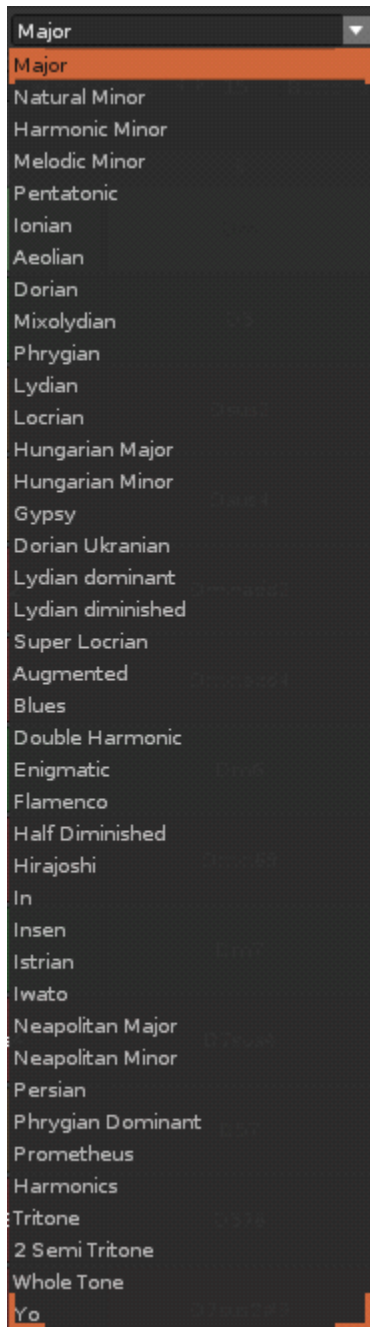 Major
Major
Natural Minor
Harmonic Minor
Melodic Minor
Pentatonic
Ionian
Aeolian
Dorian
Mixolydian
Phrygian
Lydian
Locrian
Hungarian Major
Hungarian Minor
Gypsy
Dorian Ukranian
Lydian dominant
Lydian diminished
Super Locrian
Augmented
Blues
Double Harmonic
Enigmatic
Flamenco
Half Diminished
Hirajoshi
In
Insen
Istrian
Iwato
Neapolitan Major
Neapolitan Minor
Persian
Phrygian Dominant
Prometheus
Harmonics
Tritone
2 Semi Tritone
Whole Tone
Yo